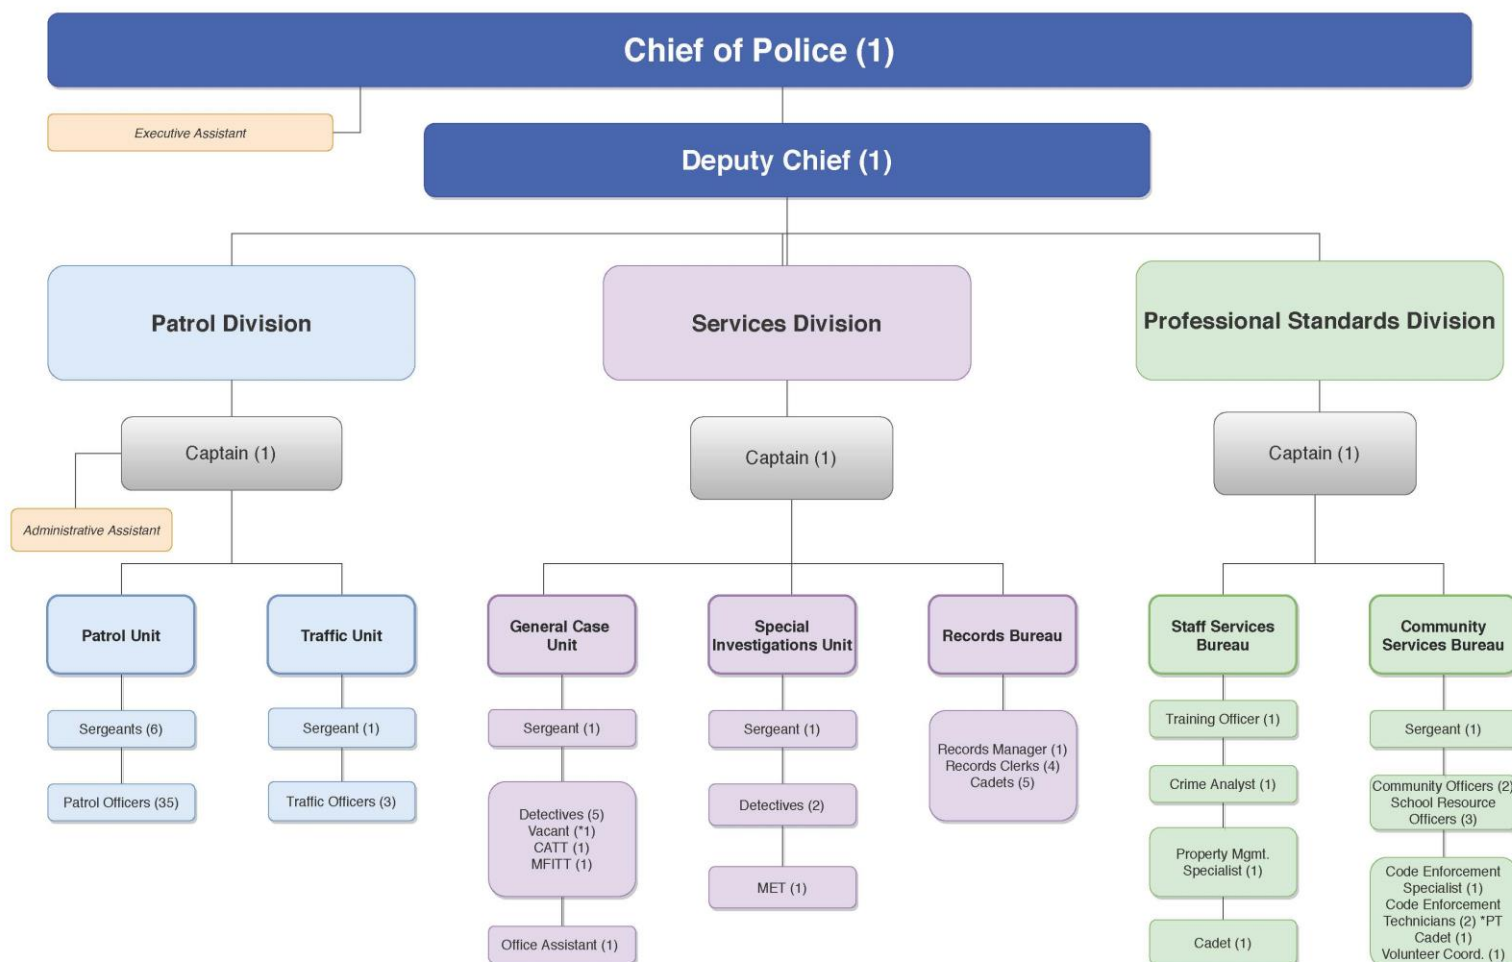 Chief of Police (1)
Executive Assistant
Deputy Chief (1)
Patrol Division
Services Division
Professional Standards Division
Captain (1)
Captain (1)
Captain (1)
Administrative Assistant
Patrol Unit
Traffic Unit
General Case
Unit
Special
Investigations Unit
Records Bureau
Staff Services
Bureau
Community
Services Bureau
Sergeants (6)
Patrol Officers (35)
Sergeant (1)
Traffic Officers (3)
Sergeant (1)
Detectives (5)
Vacant (*1)
CATT (1)
MFITT (1)
Office Assistant (1)
Sergeant (1)
Detectives (2)
MET (1)
Records Manager (1)
Records Clerks (4)
Cadets (5)
Training Officer (1)
Crime Analyst (1)
Property Mgmt.
Specialist (1)
Cadet (1)
Sergeant (1)
Community Officers (2)
School Resource
Officers (3)
Code Enforcement
Specialist (1)
Code Enforcement
Technicians (2) *PT
Cadet (1)
Volunteer Coord. (1)